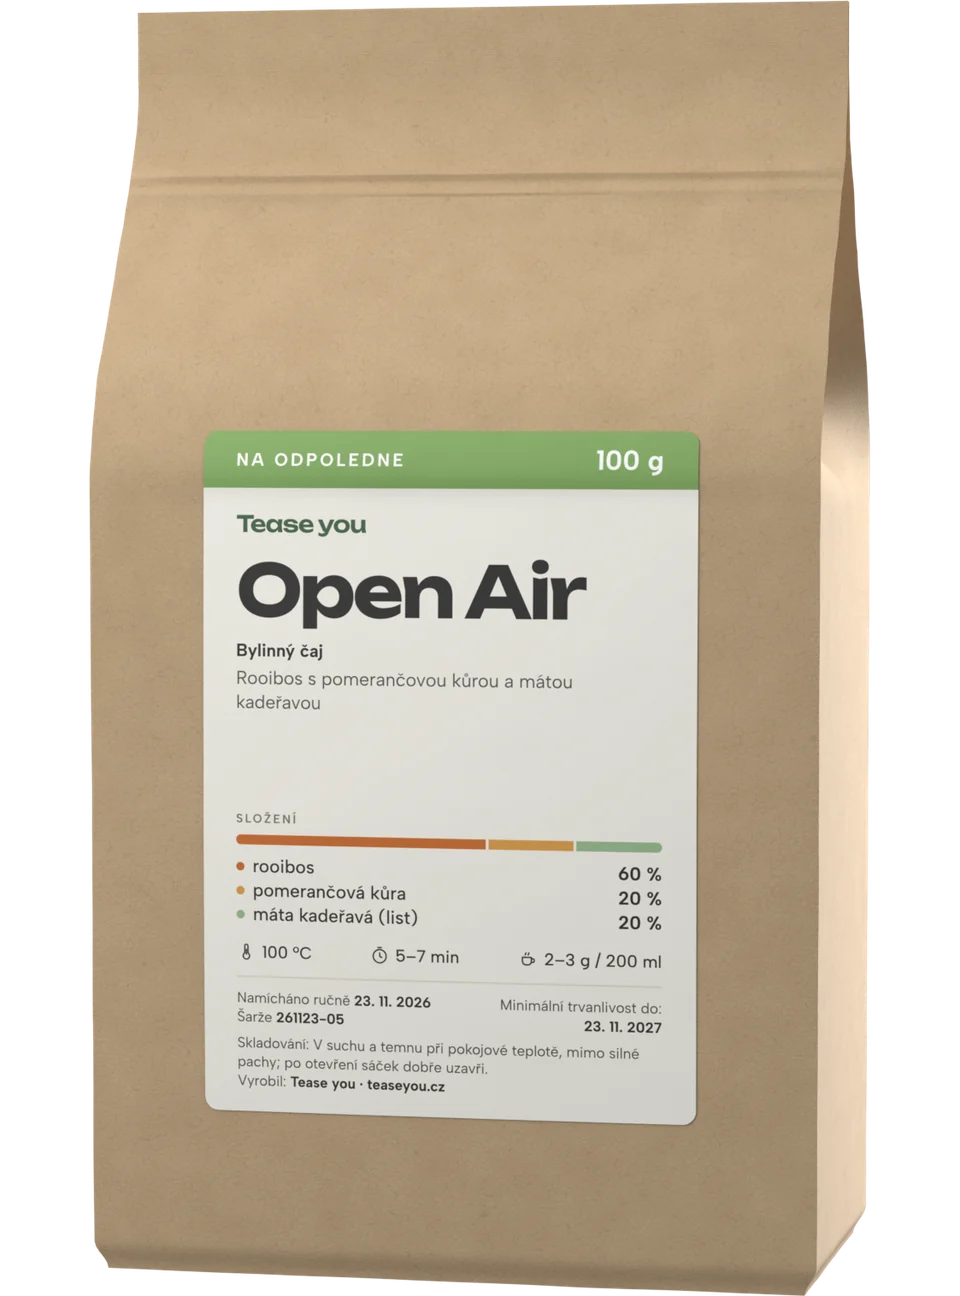 NA ODPOLEDNE 100 g
Tease you
Open Air
Bylinný čaj
Rooibos s pomerančovou kůrou a mátou
kadeřavou
SLOŽENÍ
rooibos 60 %
pomerančová kůra 20 %
máta kadeřavá (list) 20 %
100 °C 5–7 min 2–3 g / 200 ml
Namícháno ručně 23. 11. 2026
Šarže 261123-05
Minimální trvanlivost do:
23. 11. 2027
Skladování: V suchu a temnu při pokojové teplotě, mimo silné
pachy; po otevření sáček dobře uzavři.
Vyrobil: Tease you · teaseyou.cz